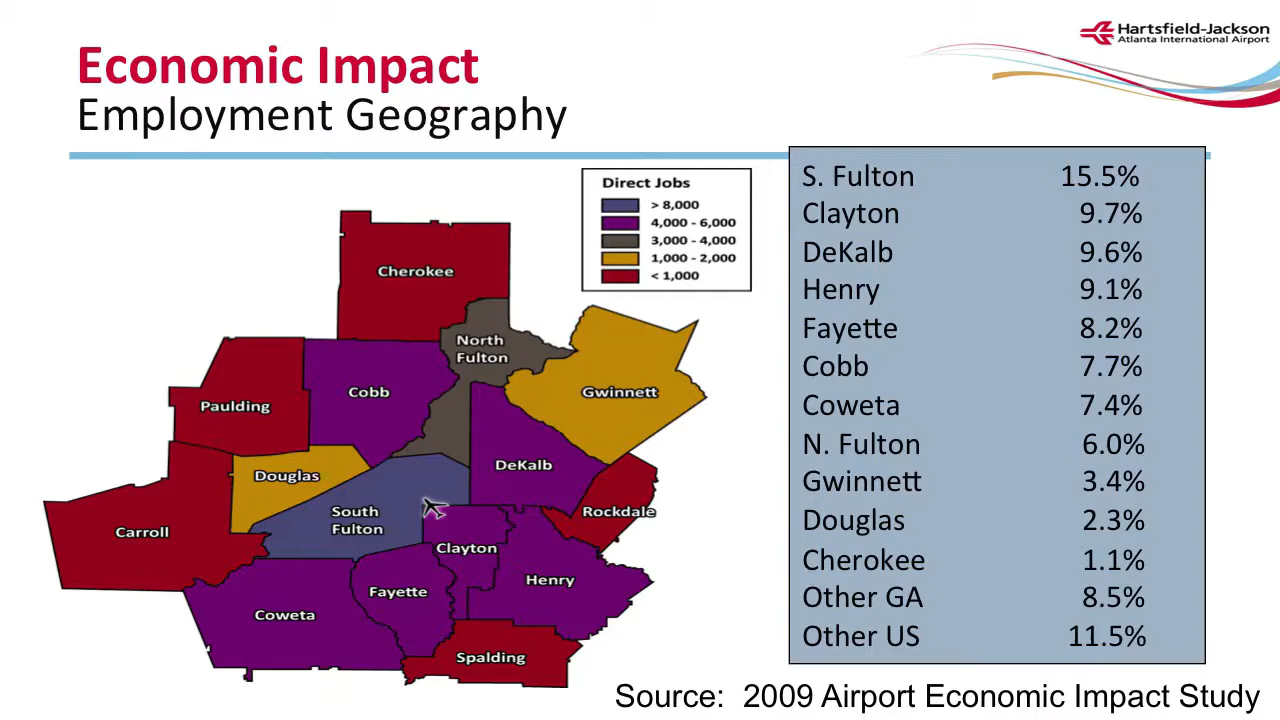 Hartsfield-Jackson
Atlanta International Airport
Economic Impact
Employment Geography
Direct Jobs
> 8,000
4,000 - 6,000
3,000 - 4,000
1,000 - 2,000
< 1,000
Cherokee
North
Fulton
Cobb
Gwinnett
Paulding
DeKalb
Douglas
South
Fulton
Rockdale
Carroll
Clayton
Henry
Fayette
Coweta
Spalding
S. Fulton 15.5%
Clayton 9.7%
DeKalb 9.6%
Henry 9.1%
Fayette 8.2%
Cobb 7.7%
Coweta 7.4%
N. Fulton 6.0%
Gwinnett 3.4%
Douglas 2.3%
Cherokee 1.1%
Other GA 8.5%
Other US 11.5%
Source: 2009 Airport Economic Impact Study